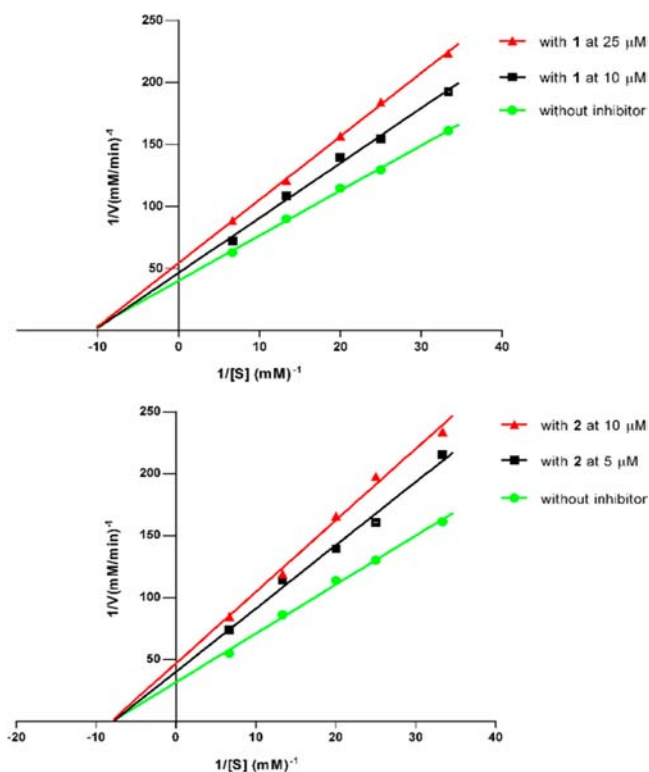 250
200
150
100
50
1/V(mM/min)-1
-10
0
10
20
30
40
1/[S] (mM)-1
with 1 at 25 μM
with 1 at 10 μM
without inhibitor
250
200
150
100
50
1/V(mM/min)-1
-20
-10
0
10
20
30
40
1/[S] (mM)-1
with 2 at 10 μM
with 2 at 5 μM
without inhibitor